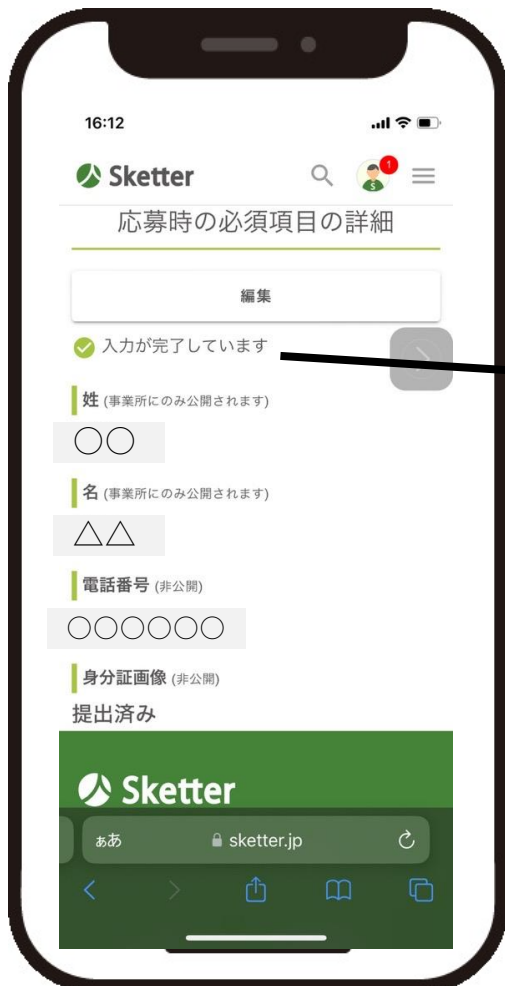 16:12
Sketter
1
応募時の必須項目の詳細
編集
入力が完了しています
姓 (事業所にのみ公開されます)
○○
名 (事業所にのみ公開されます)
△△
電話番号 (非公開)
○○○○○○
身分証画像 (非公開)
提出済み
Sketter
ぁあ sketter.jp